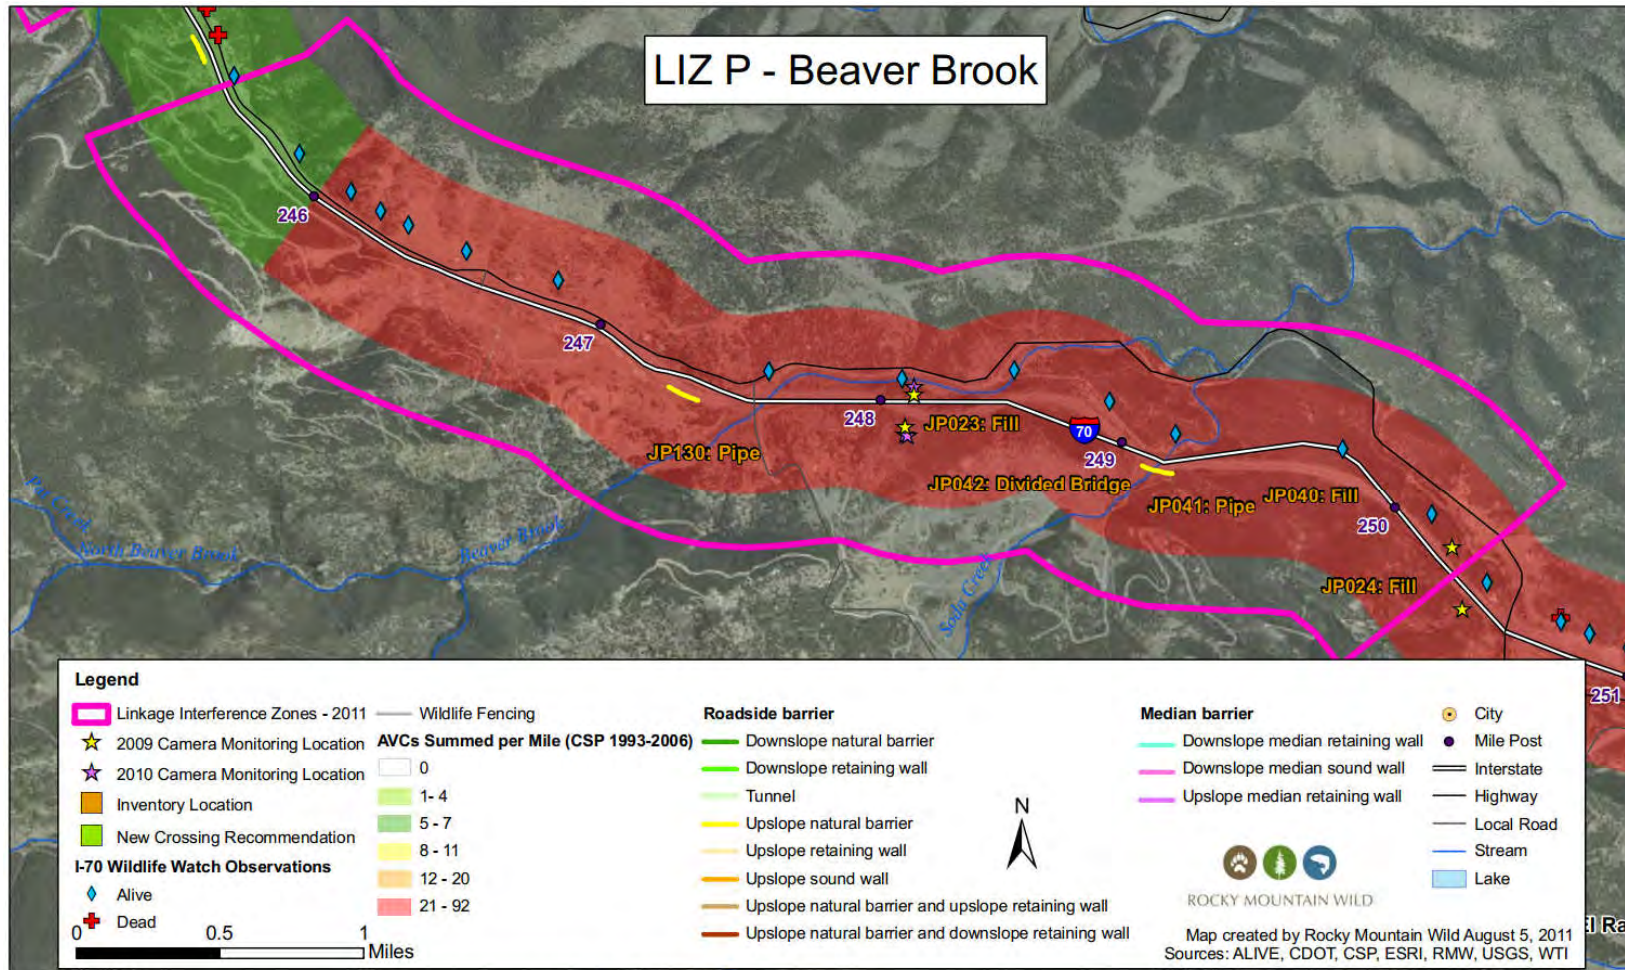 LIZ P - Beaver Brook
246
247
248
JP023: Fill
70
249
JP130: Pipe
JP042: Divided Bridge
JP041: Pipe
JP040: Fill
250
Pat Creek
North Beaver Brook
Beaver Brook
Soda Creek
JP024: Fill
251
Legend
Linkage Interference Zones - 2011
2009 Camera Monitoring Location
2010 Camera Monitoring Location
Inventory Location
New Crossing Recommendation
I-70 Wildlife Watch Observations
Alive
Dead
0 0.5 1
Miles
Wildlife Fencing
AVCs Summed per Mile (CSP 1993-2006)
0
1- 4
5 - 7
8 - 11
12 - 20
21 - 92
Roadside barrier
Downslope natural barrier
Downslope retaining wall
Tunnel
Upslope natural barrier
Upslope retaining wall
Upslope sound wall
Upslope natural barrier and upslope retaining wall
Upslope natural barrier and downslope retaining wall
N
Median barrier
Downslope median retaining wall
Downslope median sound wall
Upslope median retaining wall
City
Mile Post
Interstate
Highway
Local Road
Stream
Lake
ROCKY MOUNTAIN WILD
El Ra
Map created by Rocky Mountain Wild August 5, 2011
Sources: ALIVE, CDOT, CSP, ESRI, RMW, USGS, WTI